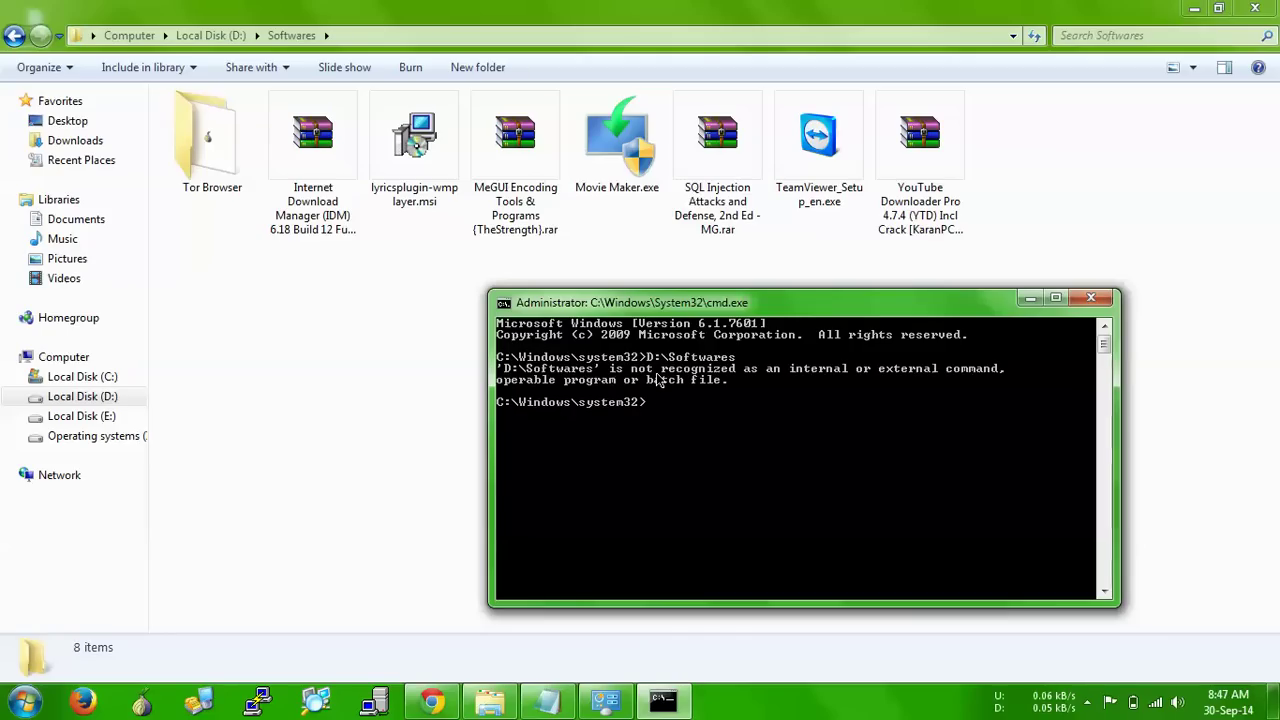 Computer
Local Disk (D:)
Softwares
Search Softwares
Organize
Include in library
Share with
Slide show
Burn
New folder
Favorites
Desktop
Downloads
Recent Places
Libraries
Documents
Music
Pictures
Videos
Homegroup
Computer
Local Disk (C:)
Local Disk (D:)
Local Disk (E:)
Operating systems (
Network
Tor Browser
Internet
Download
Manager (IDM)
6.18 Build 12 Fu...
lyricsplugin-wmp
layer.msi
MeGUI Encoding
Tools &
Programs
{TheStrength}.rar
Movie Maker.exe
SQL Injection
Attacks and
Defense, 2nd Ed -
MG.rar
TeamViewer_Setu
p_en.exe
YouTube
Downloader Pro
4.7.4 (YTD) Incl
Crack [KaranPC...
C:\.
Administrator: C:\Windows\System32\cmd.exe
Microsoft Windows [Version 6.1.7601]
Copyright (c) 2009 Microsoft Corporation. All rights reserved.
C:\Windows\system32>D:\Softwares
'D:\Softwares' is not recognized as an internal or external command,
operable program or batch file.
C:\Windows\system32>
8 items
C:\.
U: 0.06 kB/s
D: 0.05 kB/s
8:47 AM
30-Sep-14